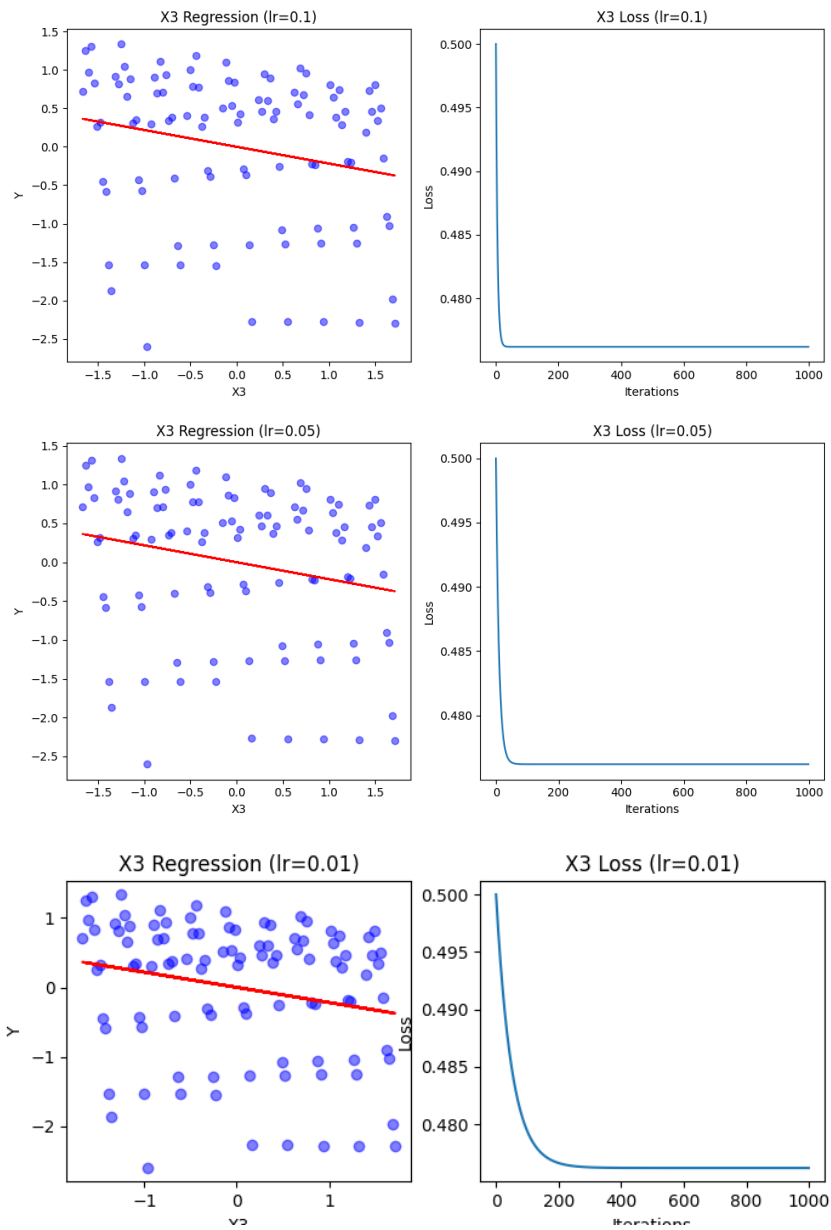 X3 Regression (lr=0.1)
X3 Loss (lr=0.1)
1.5
1.0
0.5
0.0
−0.5
−1.0
−1.5
−2.0
−2.5
Y
−1.5 −1.0 −0.5 0.0 0.5 1.0 1.5
X3
0.500
0.495
0.490
0.485
0.480
Loss
0 200 400 600 800 1000
Iterations
X3 Regression (lr=0.05)
X3 Loss (lr=0.05)
1.5
1.0
0.5
0.0
−0.5
−1.0
−1.5
−2.0
−2.5
Y
−1.5 −1.0 −0.5 0.0 0.5 1.0 1.5
X3
0.500
0.495
0.490
0.485
0.480
Loss
0 200 400 600 800 1000
Iterations
X3 Regression (lr=0.01)
X3 Loss (lr=0.01)
1
0
−1
−2
Y
−1 0 1
X3
0.500
0.495
0.490
0.485
0.480
Loss
0 200 400 600 800 1000
Iterations